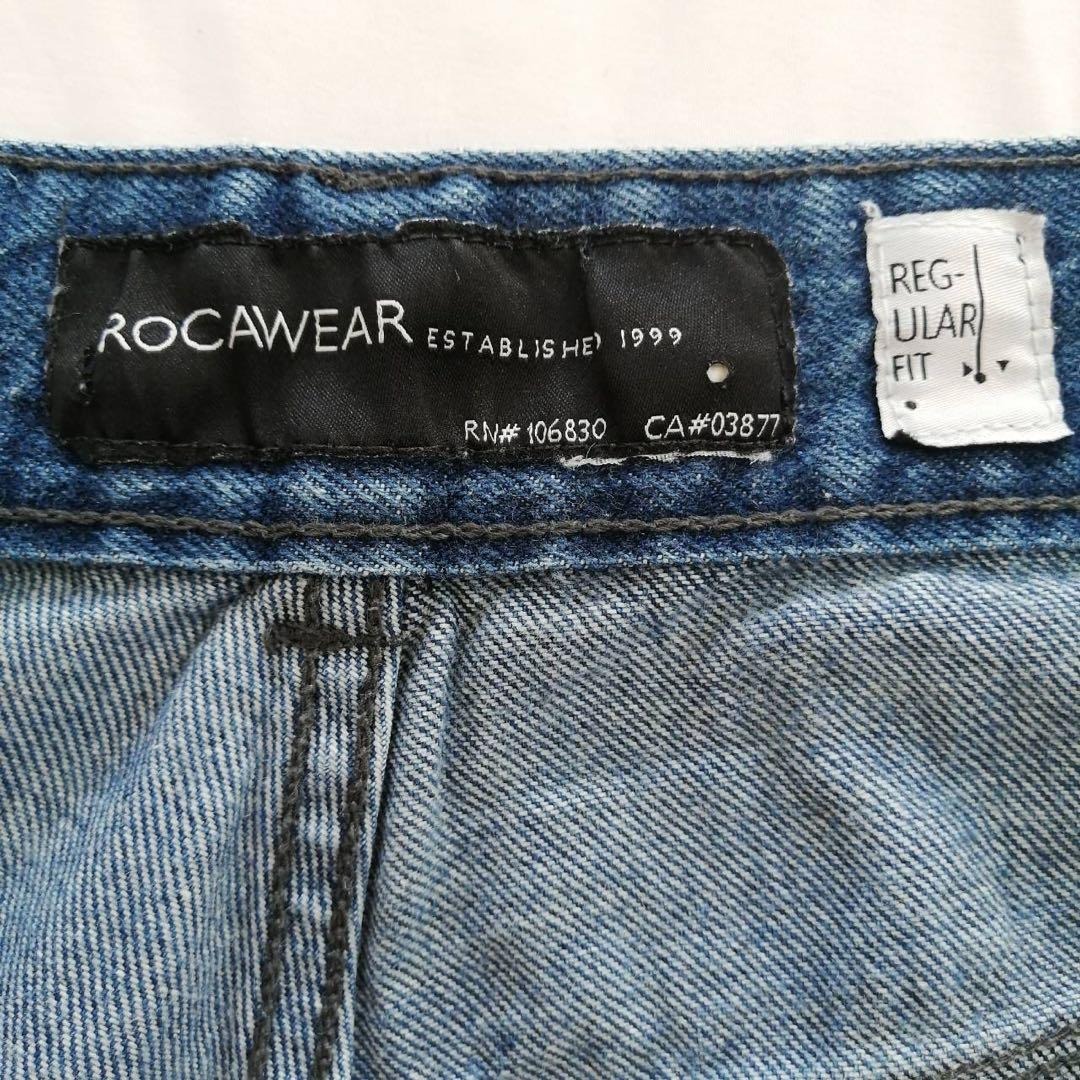 ROCAWEAR ESTABLISHED 1999
RN# 106830 CA#03877
REG-
ULAR
FIT